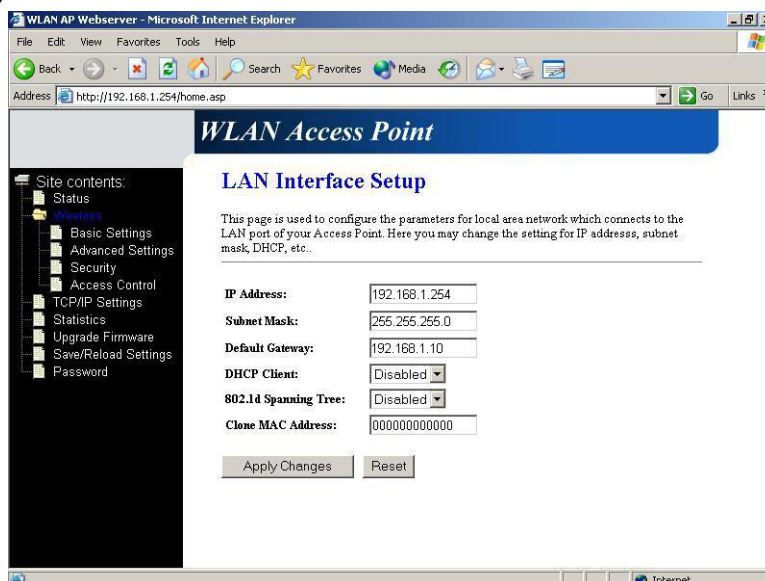 WLAN AP Webserver - Microsoft Internet Explorer
File Edit View Favorites Tools Help
Back Search Favorites Media
Address http://192.168.1.254/home.asp Go Links
WLAN Access Point
Site contents:
Status
Wireless
Basic Settings
Advanced Settings
Security
Access Control
TCP/IP Settings
Statistics
Upgrade Firmware
Save/Reload Settings
Password
LAN Interface Setup
This page is used to configure the parameters for local area network which connects to the
LAN port of your Access Point. Here you may change the setting for IP addresss, subnet
mask, DHCP, etc..
IP Address: 192.168.1.254
Subnet Mask: 255.255.255.0
Default Gateway: 192.168.1.10
DHCP Client: Disabled
802.1d Spanning Tree: Disabled
Clone MAC Address: 000000000000
Apply Changes Reset
Internet